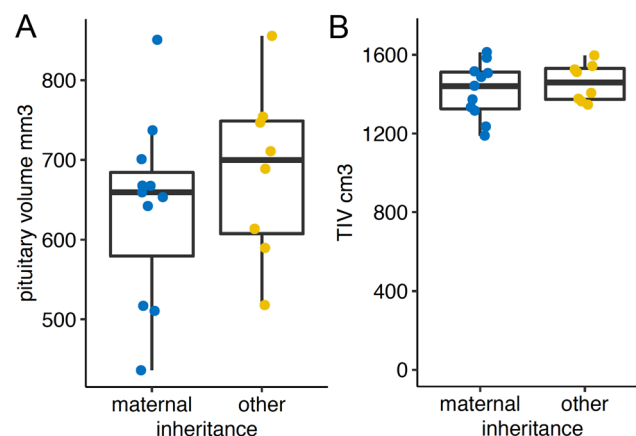 A
pituitary volume mm3
800
700
600
500
maternal other
inheritance
B
TIV cm3
1600
1200
800
400
0
maternal other
inheritance